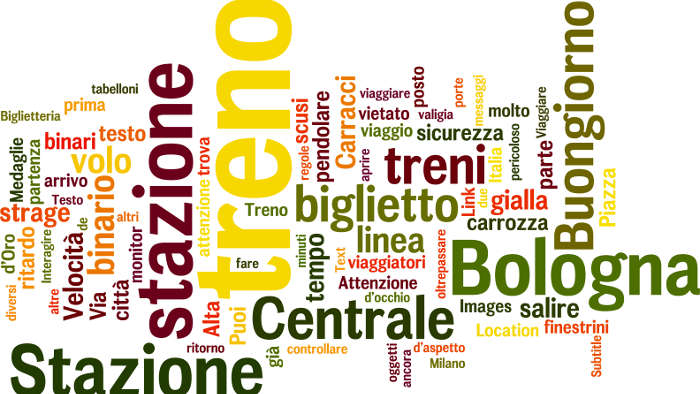 tabelloni
Biglietteria
prima
binari
testo
volo
Medaglie
partenza
arrivo
Testo
strage
binario
altri
d'Oro
ritardo
Interagire
Velocità
de
monitor
diversi
altre
Via
città
stazione
treno
trova
attenzione
Alta
Puoi
ritorno
Stazione
fare
Treno
scusi
regole
pendolare
Carracci
aprire
viaggiare
vietato
viaggio
posto
valigia
sicurezza
porte
messaggi
molto
pericoloso
Viaggiare
parte
Buongiorno
Piazza
treni
Italia
due
Link
gialla
carrozza
biglietto
linea
minuti
tempo
Text
viaggiatori
Attenzione
d'occhio
oltrepassare
Bologna
Images
salire
Location
finestrini
Subtitle
Centrale
già
controllare
oggetti
ancora
d'aspetto
Milano